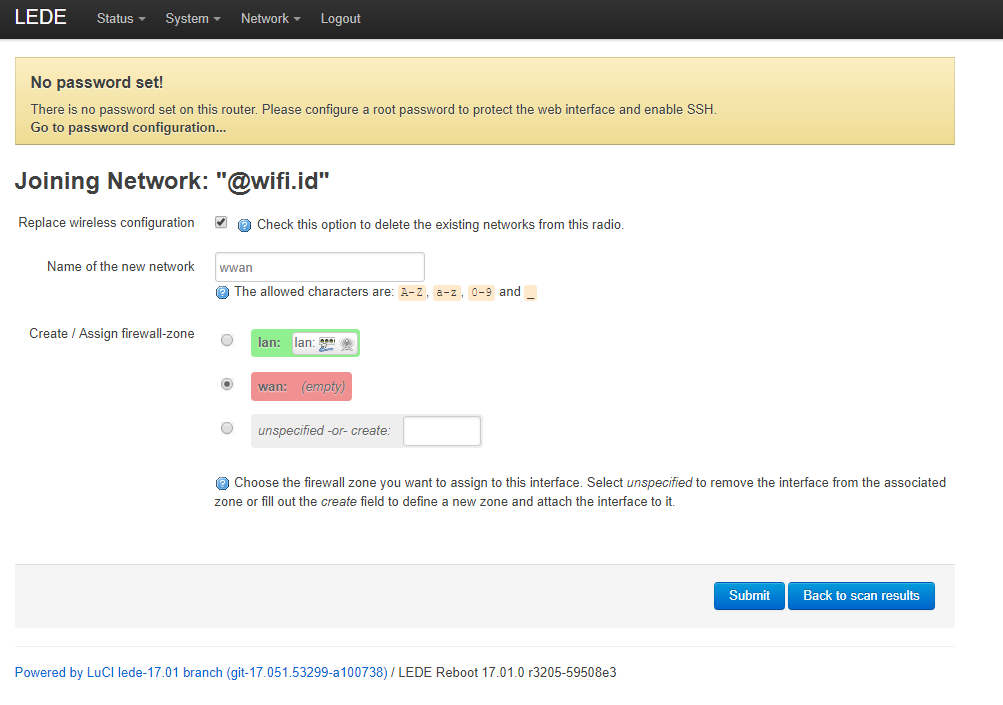 LEDE Status System Network Logout
No password set!
There is no password set on this router. Please configure a root password to protect the web interface and enable SSH.
Go to password configuration...
Joining Network: "@wifi.id"
Replace wireless configuration
Check this option to delete the existing networks from this radio.
Name of the new network
wwan
The allowed characters are: A-Z, a-z, 0-9 and _
Create / Assign firewall-zone
lan: lan:
wan: (empty)
unspecified -or- create:
Choose the firewall zone you want to assign to this interface. Select unspecified to remove the interface from the associated
zone or fill out the create field to define a new zone and attach the interface to it.
Submit Back to scan results
Powered by LuCI lede-17.01 branch (git-17.051.53299-a100738) / LEDE Reboot 17.01.0 r3205-59508e3